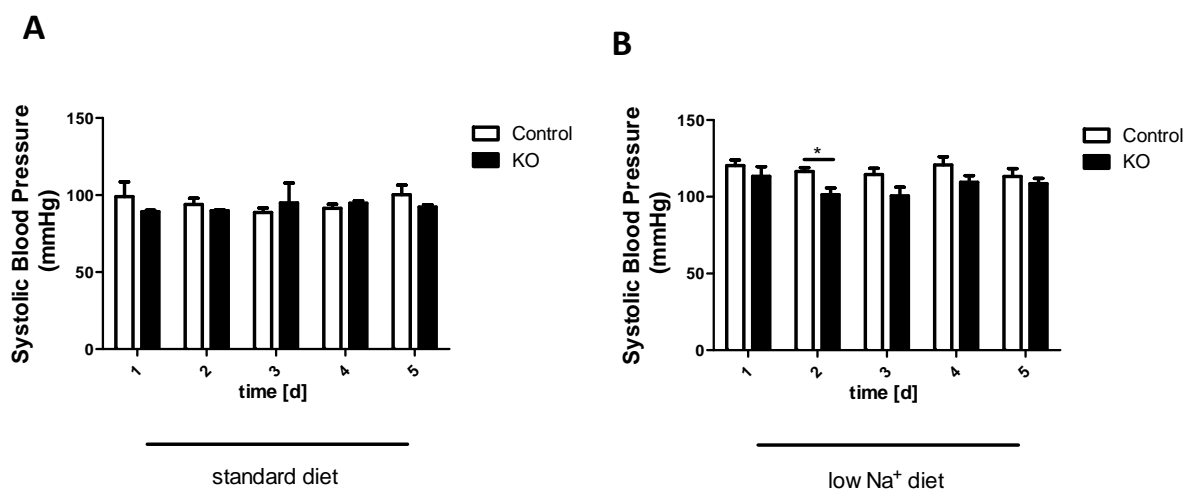 A
Systolic Blood Pressure
(mmHg)
150
100
50
0
1 2 3 4 5
time [d]
Control
KO
standard diet
B
Systolic Blood Pressure
(mmHg)
150
100
50
0
*
1 2 3 4 5
time [d]
Control
KO
low Na⁺ diet